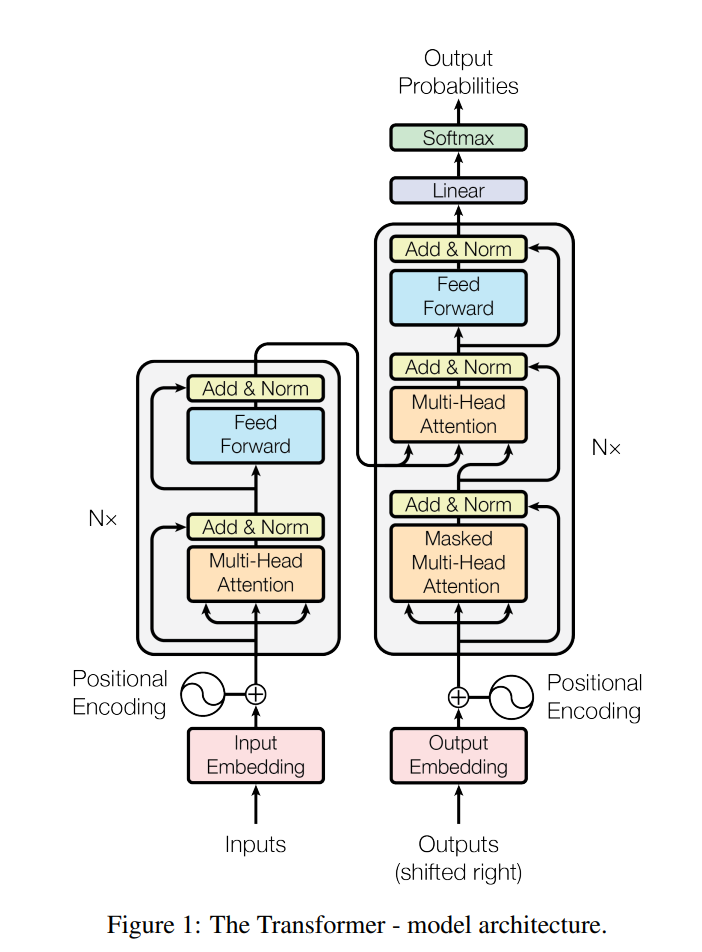 Output
Probabilities
Softmax
Linear
Add & Norm
Feed
Forward
Add & Norm
Multi-Head
Attention
Add & Norm
Masked
Multi-Head
Attention
N×
Add & Norm
Feed
Forward
Add & Norm
Multi-Head
Attention
N×
Positional
Encoding
Positional
Encoding
Input
Embedding
Output
Embedding
Inputs
Outputs
(shifted right)
Figure 1: The Transformer - model architecture.